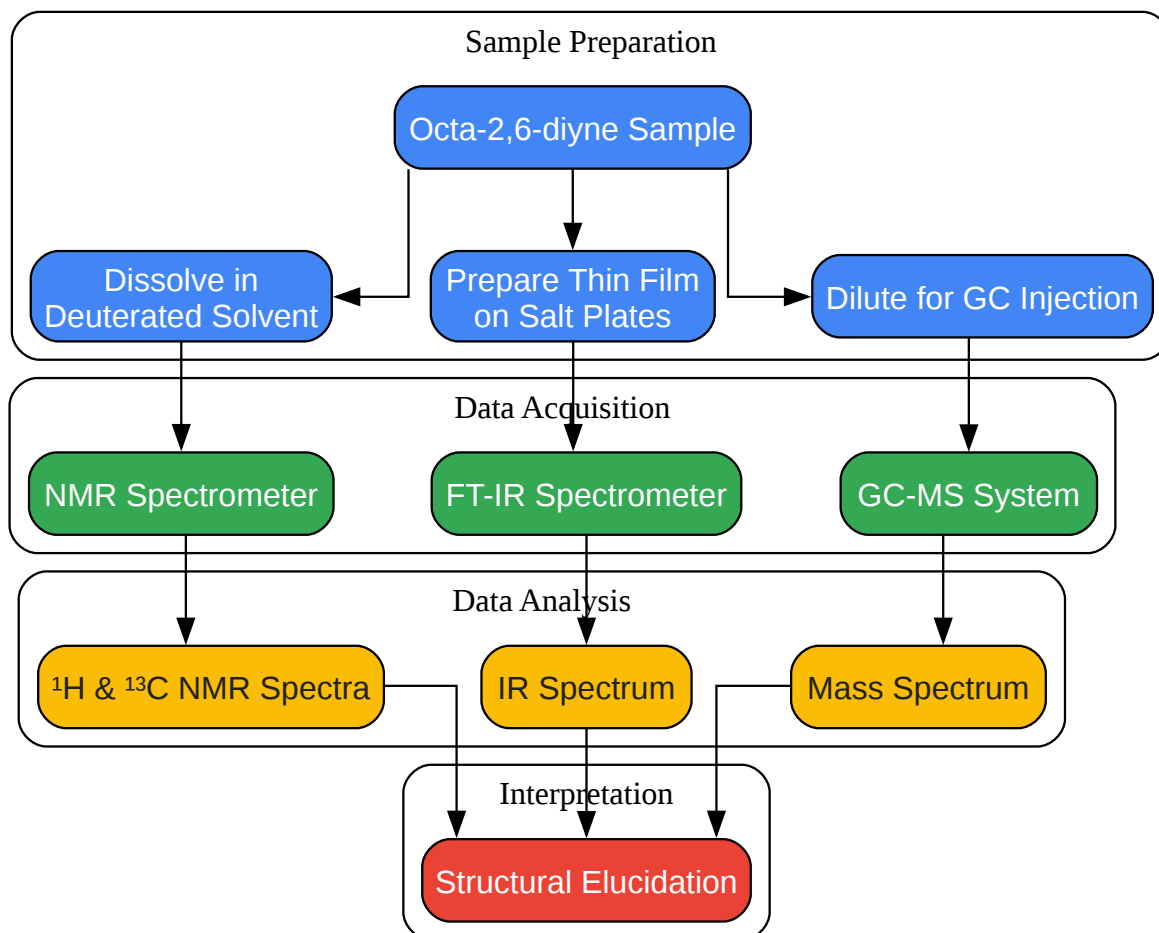 Sample Preparation
Octa-2,6-diyne Sample
Dissolve in
Deuterated Solvent
Prepare Thin Film
on Salt Plates
Dilute for GC Injection
Data Acquisition
NMR Spectrometer
FT-IR Spectrometer
GC-MS System
Data Analysis
¹H & ¹³C NMR Spectra
IR Spectrum
Mass Spectrum
Interpretation
Structural Elucidation